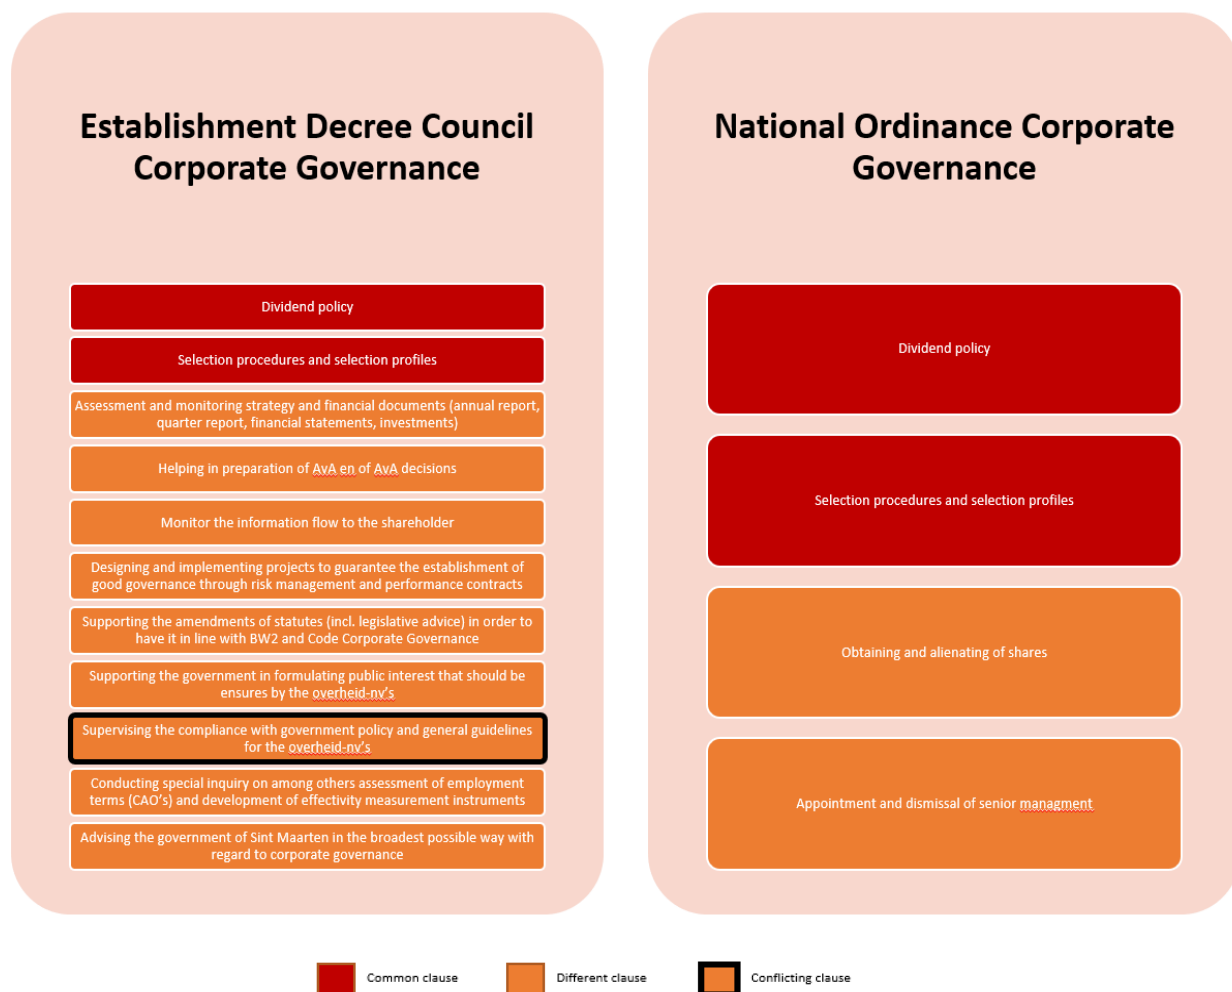 Establishment Decree Council
Corporate Governance
Dividend policy
Selection procedures and selection profiles
Assessment and monitoring strategy and financial documents (annual report,
quarter report, financial statements, investments)
Helping in preparation of AvA en of AvA decisions
Monitor the information flow to the shareholder
Designing and implementing projects to guarantee the establishment of
good governance through risk management and performance contracts
Supporting the amendments of statutes (incl. legislative advice) in order to
have it in line with BW2 and Code Corporate Governance
Supporting the government in formulating public interest that should be
ensures by the overheid-nv's
Supervising the compliance with government policy and general guidelines
for the overheid-nv's
Conducting special inquiry on among others assessment of employment
terms (CAO's) and development of effectivity measurement instruments
Advising the government of Sint Maarten in the broadest possible way with
regard to corporate governance
National Ordinance Corporate
Governance
Dividend policy
Selection procedures and selection profiles
Obtaining and alienating of shares
Appointment and dismissal of senior managment
Common clause
Different clause
Conflicting clause